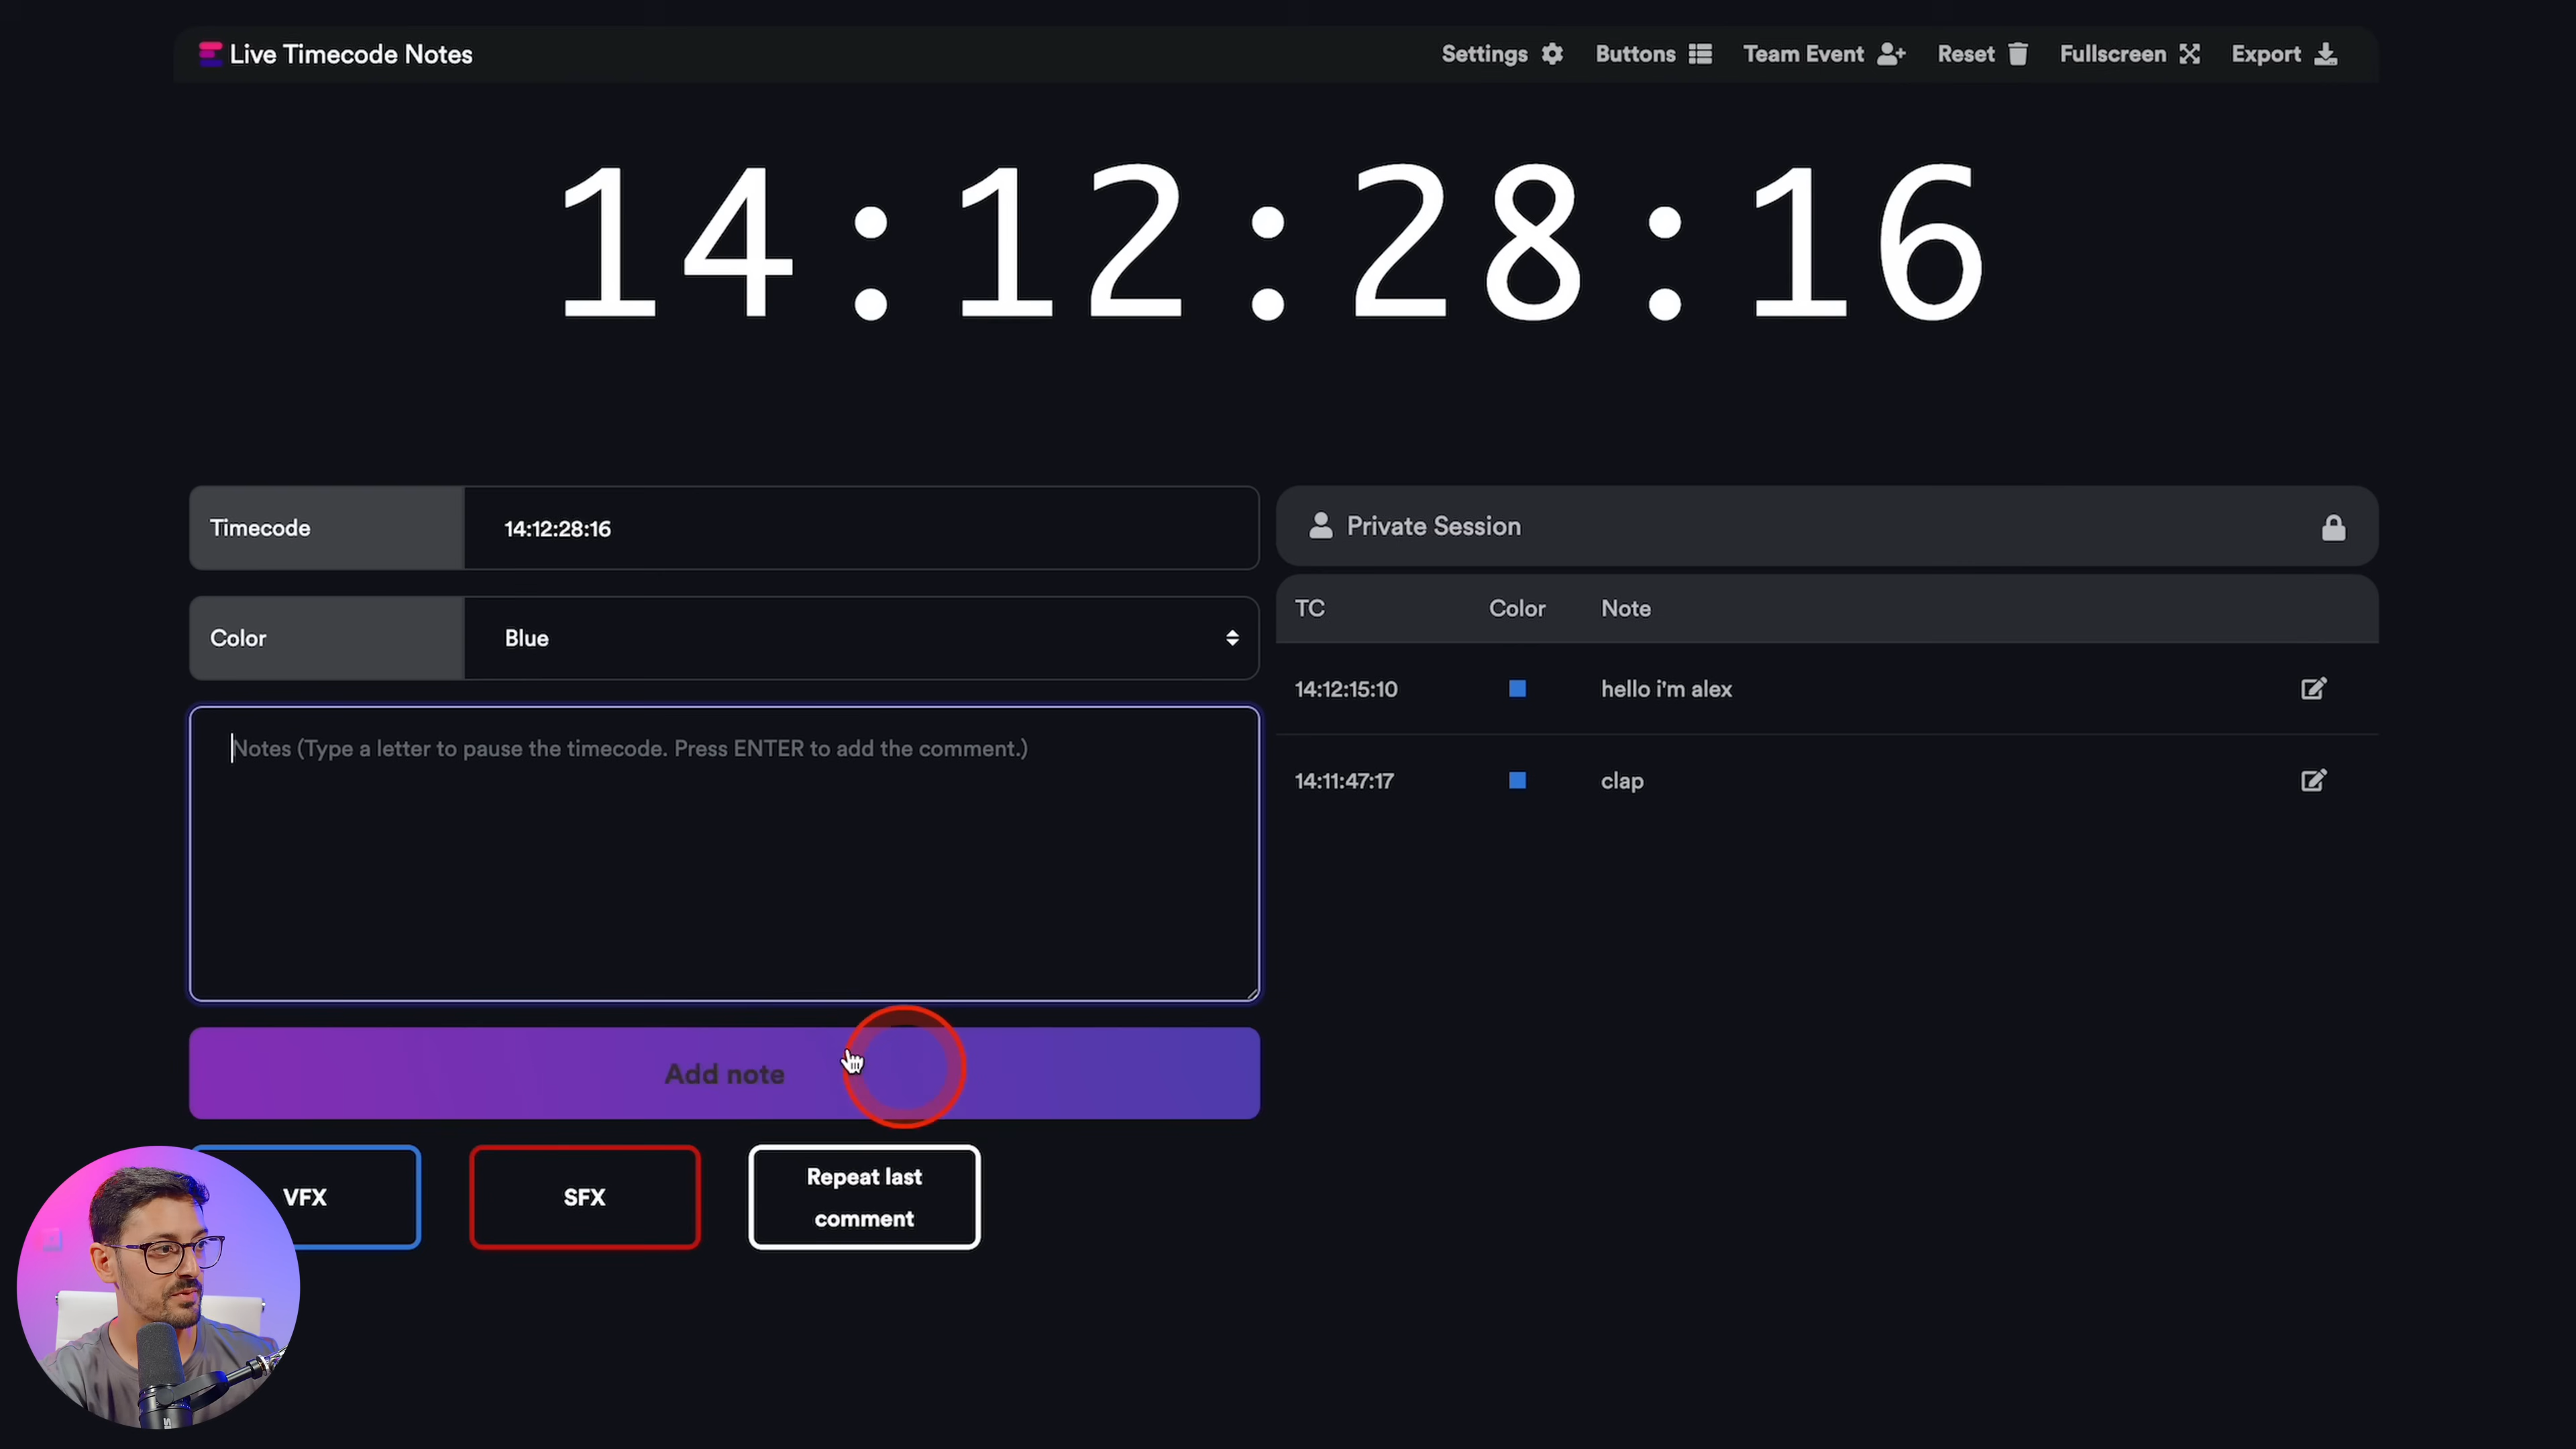 Live Timecode Notes
Settings
Buttons
Team Event
Reset
Fullscreen
Export
14:12:28:16
Timecode
14:12:28:16
Color
Blue
Notes (Type a letter to pause the timecode. Press ENTER to add the comment.)
Add note
VFX
SFX
Repeat last
comment
Private Session
TC
Color
Note
14:12:15:10
hello i'm alex
14:11:47:17
clap